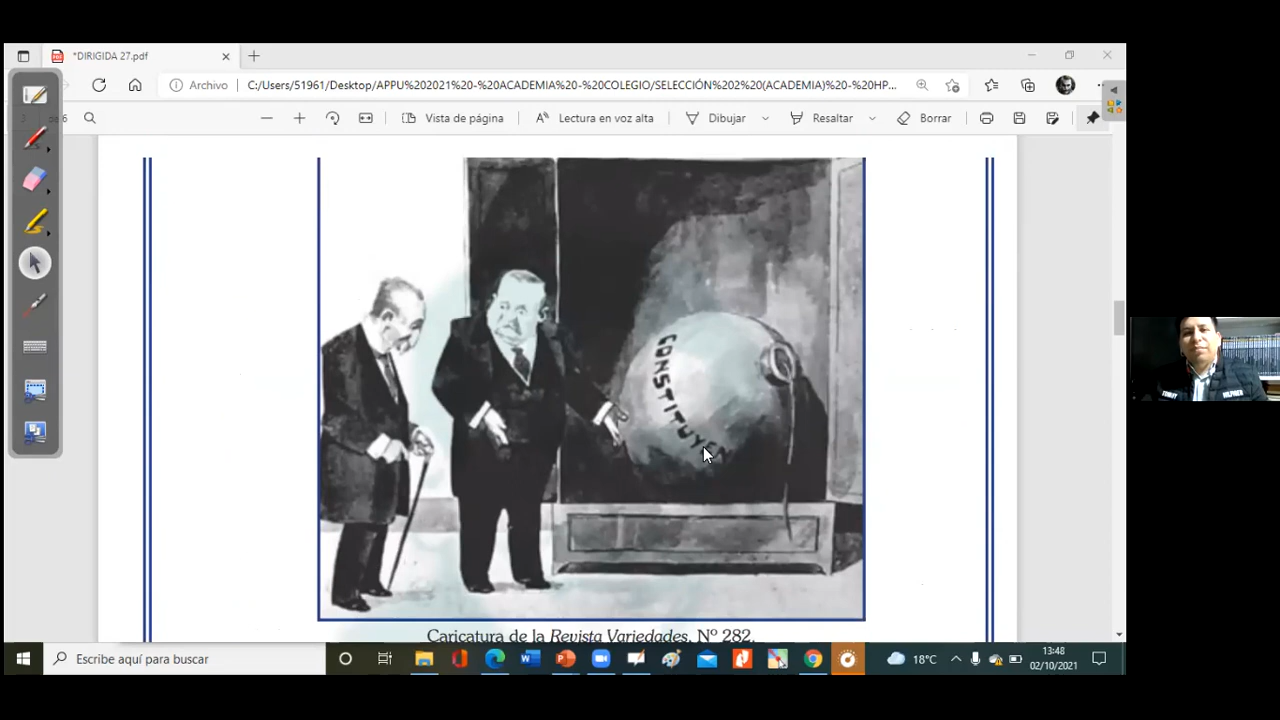 *DIRIGIDA 27.pdf
Archivo
C:/Users/51961/Desktop/APPU%202021%20-%20ACADEMIA%20-%20COLEGIO/SELECCIÓN%202%20(ACADEMIA)%20-%20HP...
de 6
Vista de página
Lectura en voz alta
Dibujar
Resaltar
Borrar
CONSTITUYE
Caricatura de la Revista Variedades, Nº 282.
Escribe aquí para buscar
18°C
13:48
02/10/2021